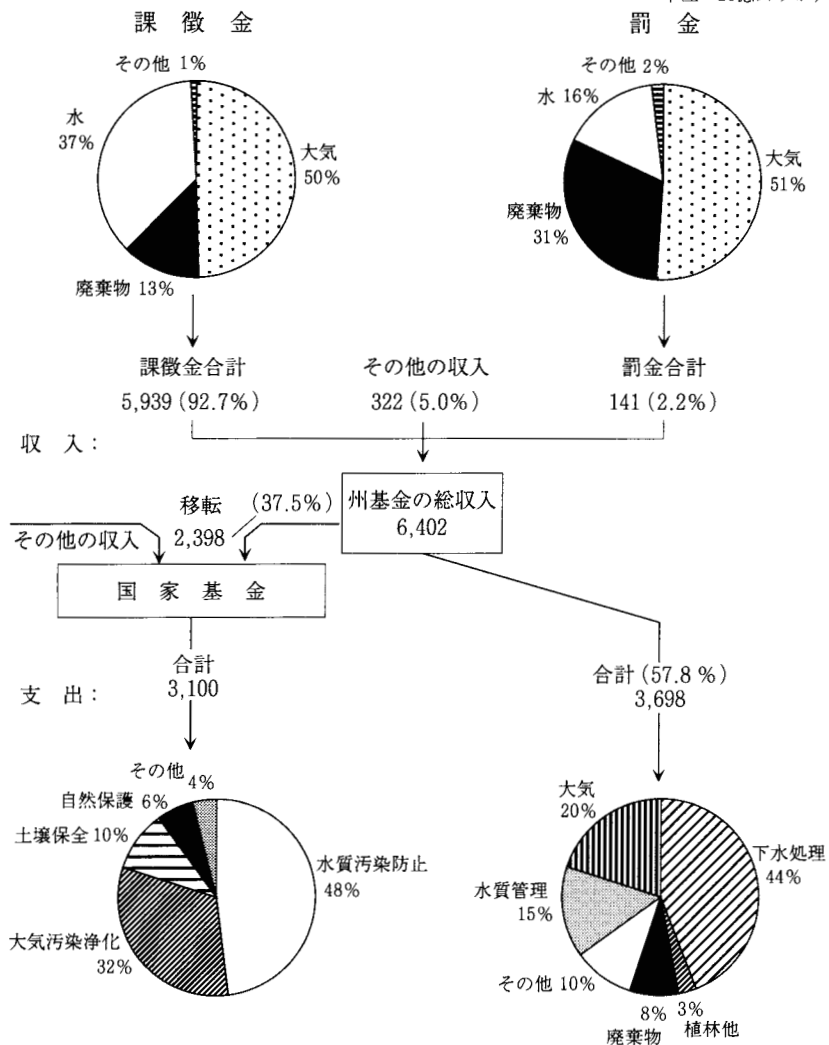 課徴金
罰金
その他 1%
水
37%
大気
50%
廃棄物 13%
その他 2%
水 16%
大気
51%
廃棄物
31%
課徴金合計
5,939 (92.7%)
その他の収入
322 (5.0%)
罰金合計
141 (2.2%)
収入:
移転 (37.5%)
2,398
州基金の総収入
6,402
その他の収入
国家基金
合計
3,100
合計 (57.8%)
3,698
支出:
その他
4%
自然保護 6%
土壌保全 10%
水質汚染防止
48%
大気汚染浄化
32%
大気
20%
下水処理
44%
水質管理
15%
その他 10%
8%
廃棄物
3%
植林他